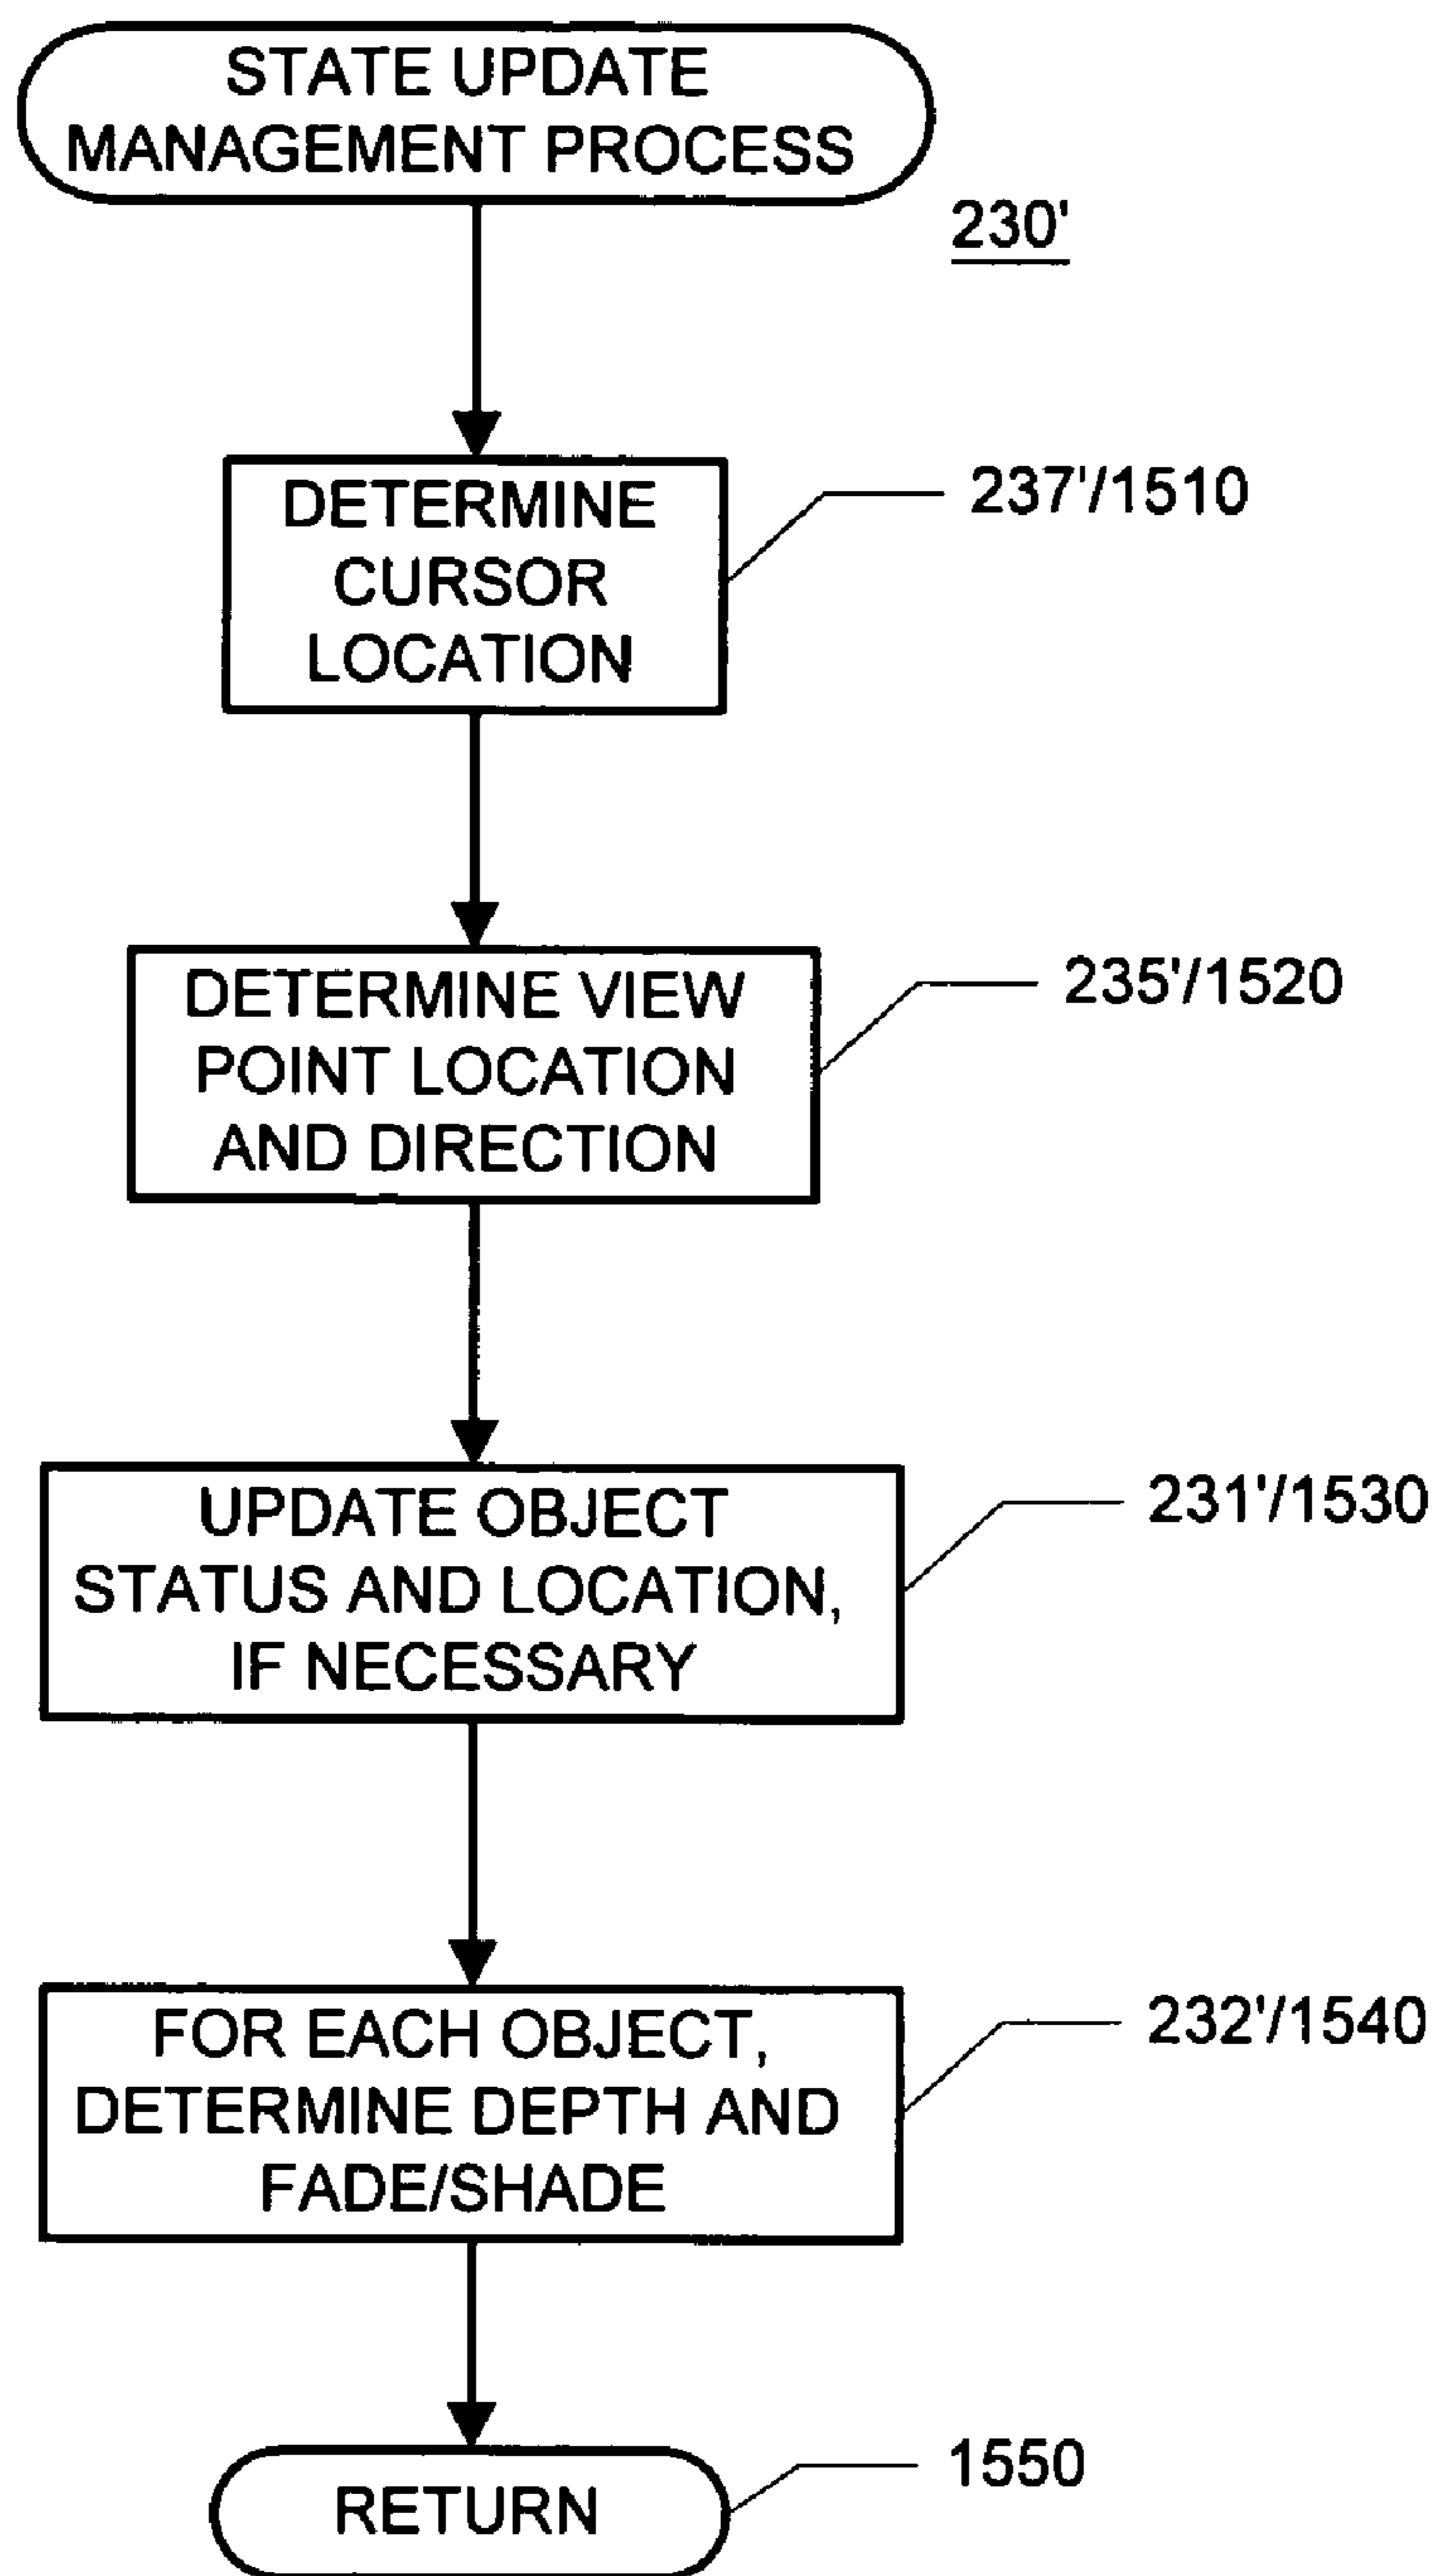 STATE UPDATE
MANAGEMENT PROCESS
230'
DETERMINE
CURSOR
LOCATION
237'/1510
DETERMINE VIEW
POINT LOCATION
AND DIRECTION
235'/1520
UPDATE OBJECT
STATUS AND LOCATION,
IF NECESSARY
231'/1530
FOR EACH OBJECT,
DETERMINE DEPTH AND
FADE/SHADE
232'/1540
RETURN
1550